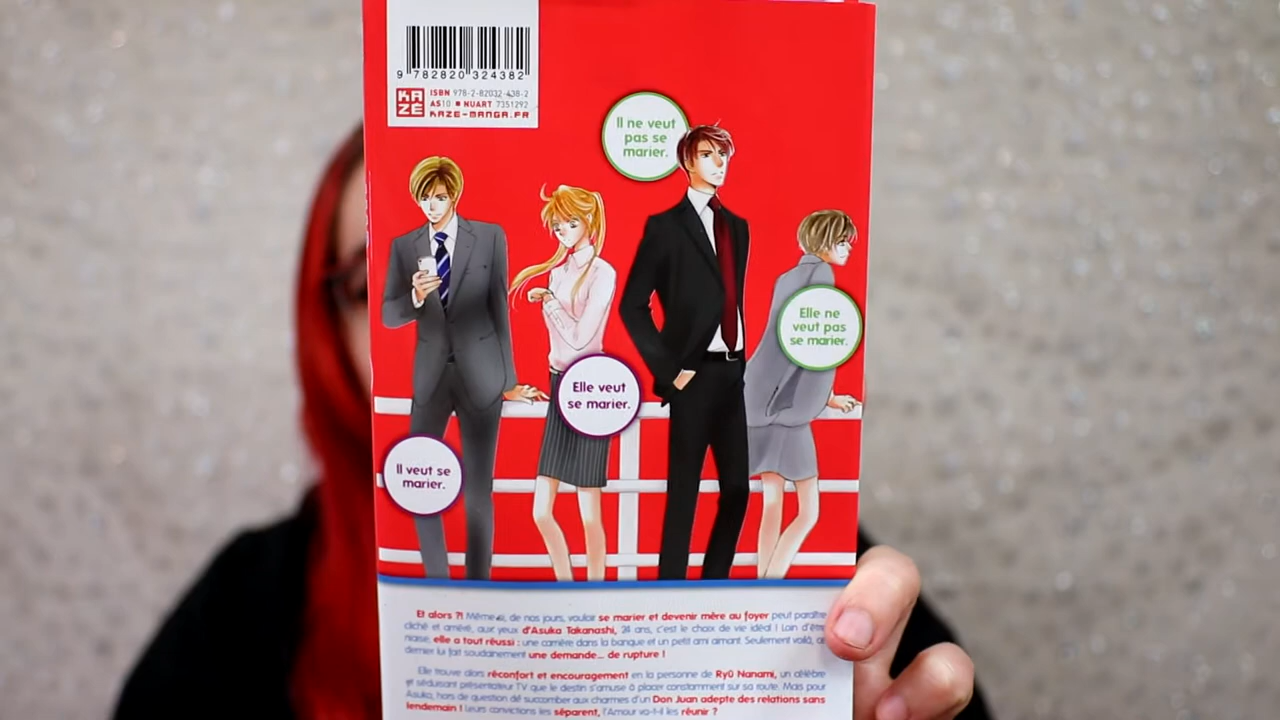 9 782820 324382
KAZE
ISBN 978-2-82032-438-2
AS10 ● NUART 7351292
KAZE-MANGA.FR
Il ne veut
pas se
marier.
Elle ne
veut pas
se marier.
Elle veut
se marier.
Il veut se
marier.
Et alors ?! Même si, de nos jours, vouloir se marier et devenir mère au foyer peut paraître
cliché et arriéré, aux yeux d'Asuka Takanashi, 24 ans, c'est le choix de vie idéal ! Loin d'être
naïve, elle a tout réussi : une carrière dans la banque et un petit ami aimant. Seulement voilà, ce
dernier lui fait soudainement une demande... de rupture !
Elle trouve alors réconfort et encouragement en la personne de Ryû Nanami, un célèbre
et séduisant présentateur TV que le destin s'amuse à placer constamment sur sa route. Mais pour
Asuka, hors de question de succomber aux charmes d'un Don Juan adepte des relations sans
lendemain ! Leurs convictions les séparent, l'Amour va-t-il les réunir ?